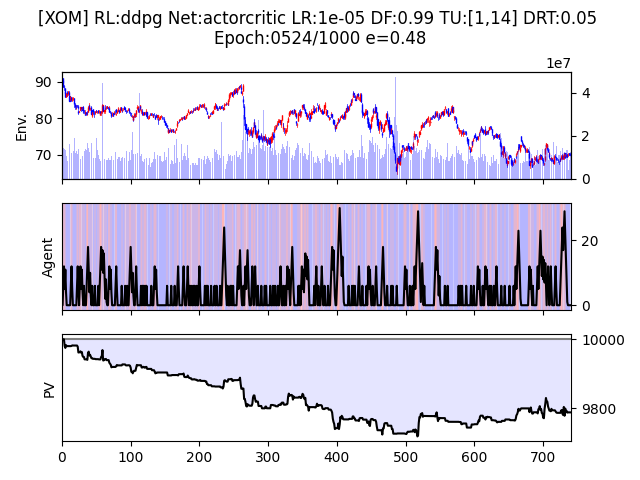 [XOM] RL:ddpg Net:actorcritic LR:1e-05 DF:0.99 TU:[1,14] DRT:0.05
Epoch:0524/1000 e=0.48
1e7
90
80
70
Env.
4
2
0
Agent
20
0
PV
10000
9800
0 100 200 300 400 500 600 700